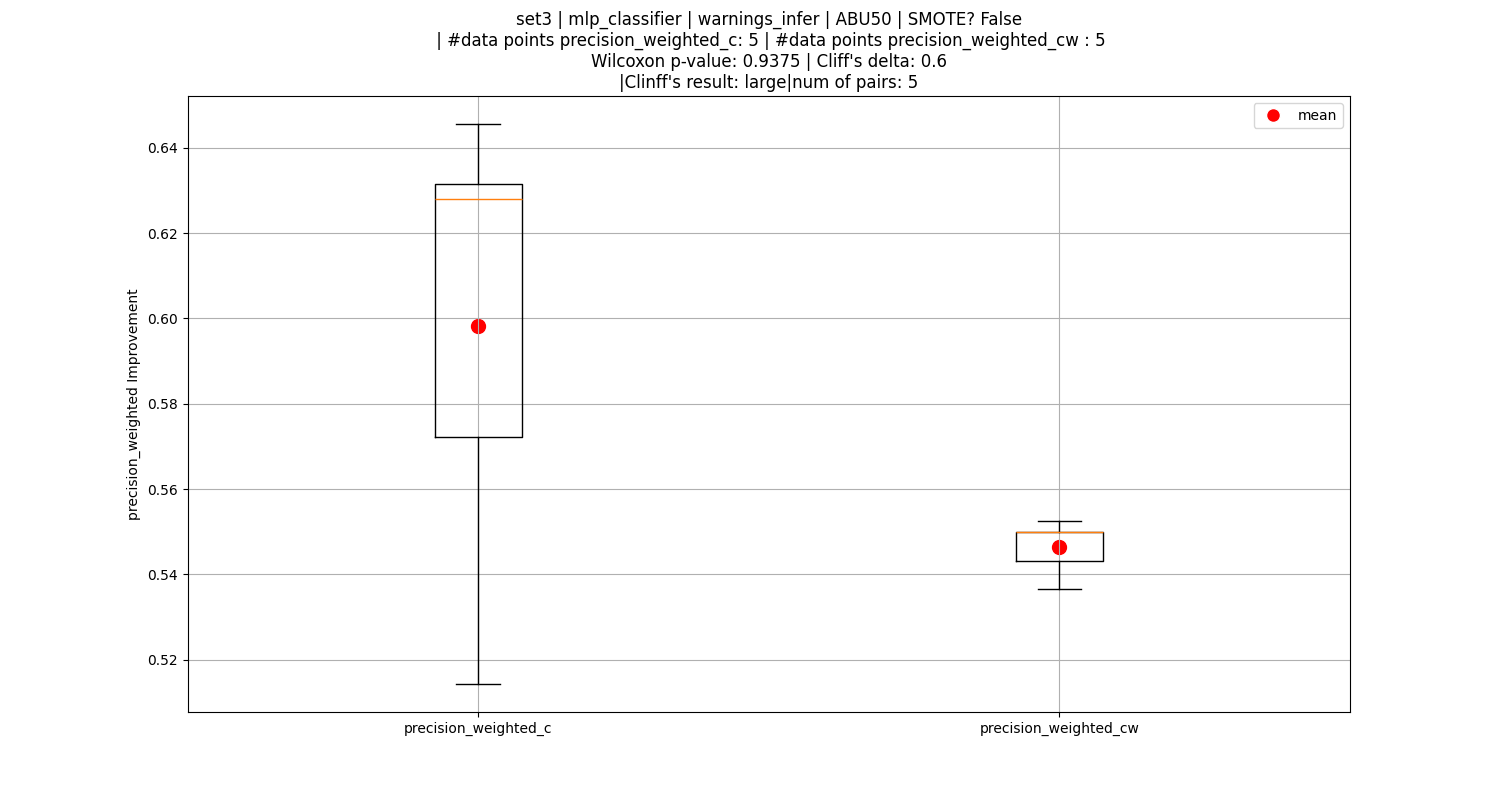 set3 | mlp_classifier | warnings_infer | ABU50 | SMOTE? False
| #data points precision_weighted_c: 5 | #data points precision_weighted_cw : 5
Wilcoxon p-value: 0.9375 | Cliff's delta: 0.6
|Clinff's result: large|num of pairs: 5
mean
0.64
0.62
0.60
0.58
0.56
0.54
0.52
precision_weighted Improvement
precision_weighted_c
precision_weighted_cw